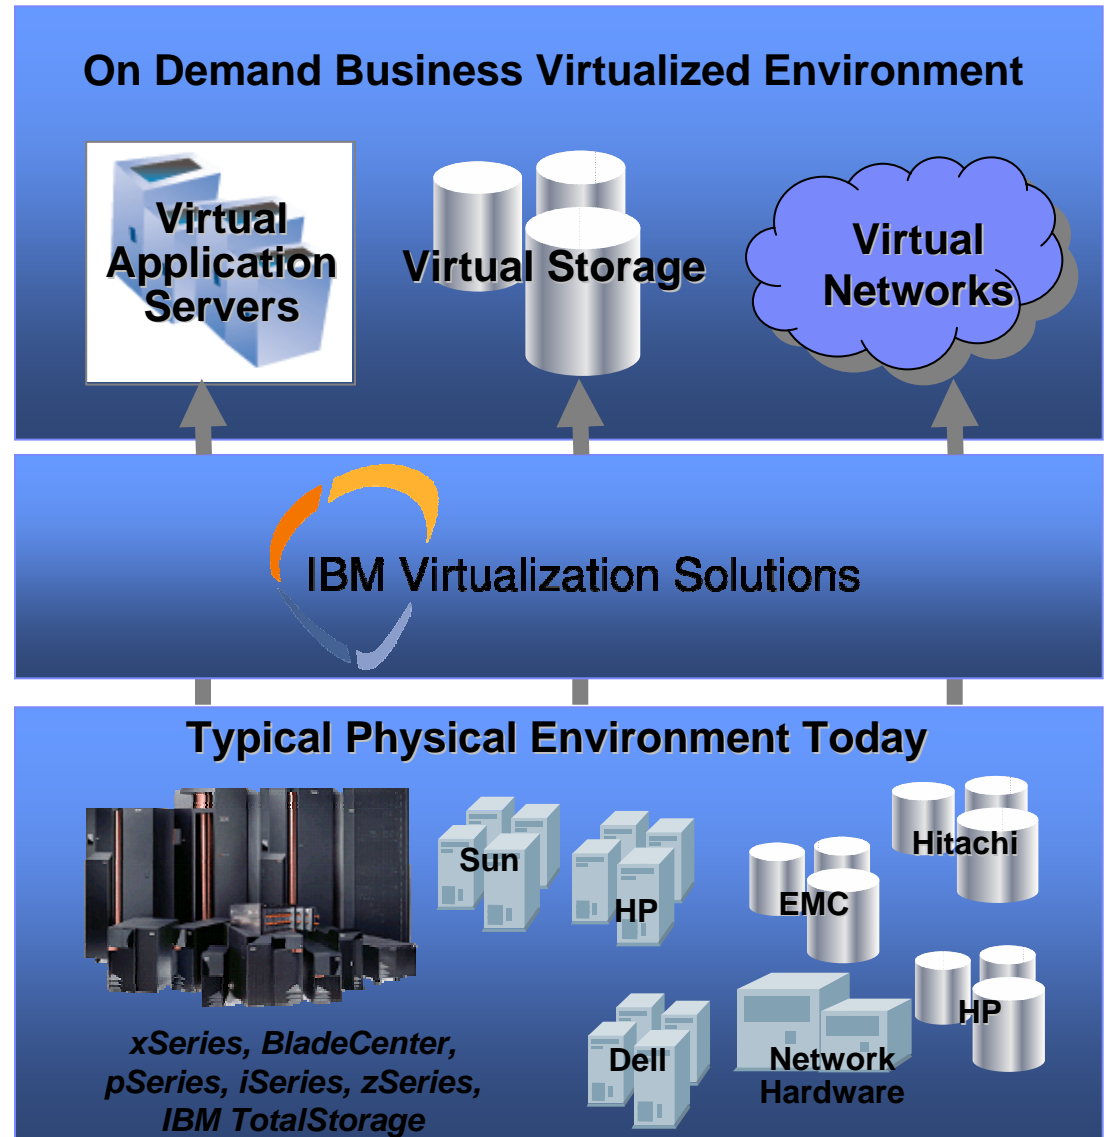 On Demand Business Virtualized Environment
Virtual
Application
Servers
Virtual Storage
Virtual
Networks
IBM Virtualization Solutions
Typical Physical Environment Today
Sun
HP
EMC
Hitachi
HP
Dell
Network
Hardware
xSeries, BladeCenter,
pSeries, iSeries, zSeries,
IBM TotalStorage